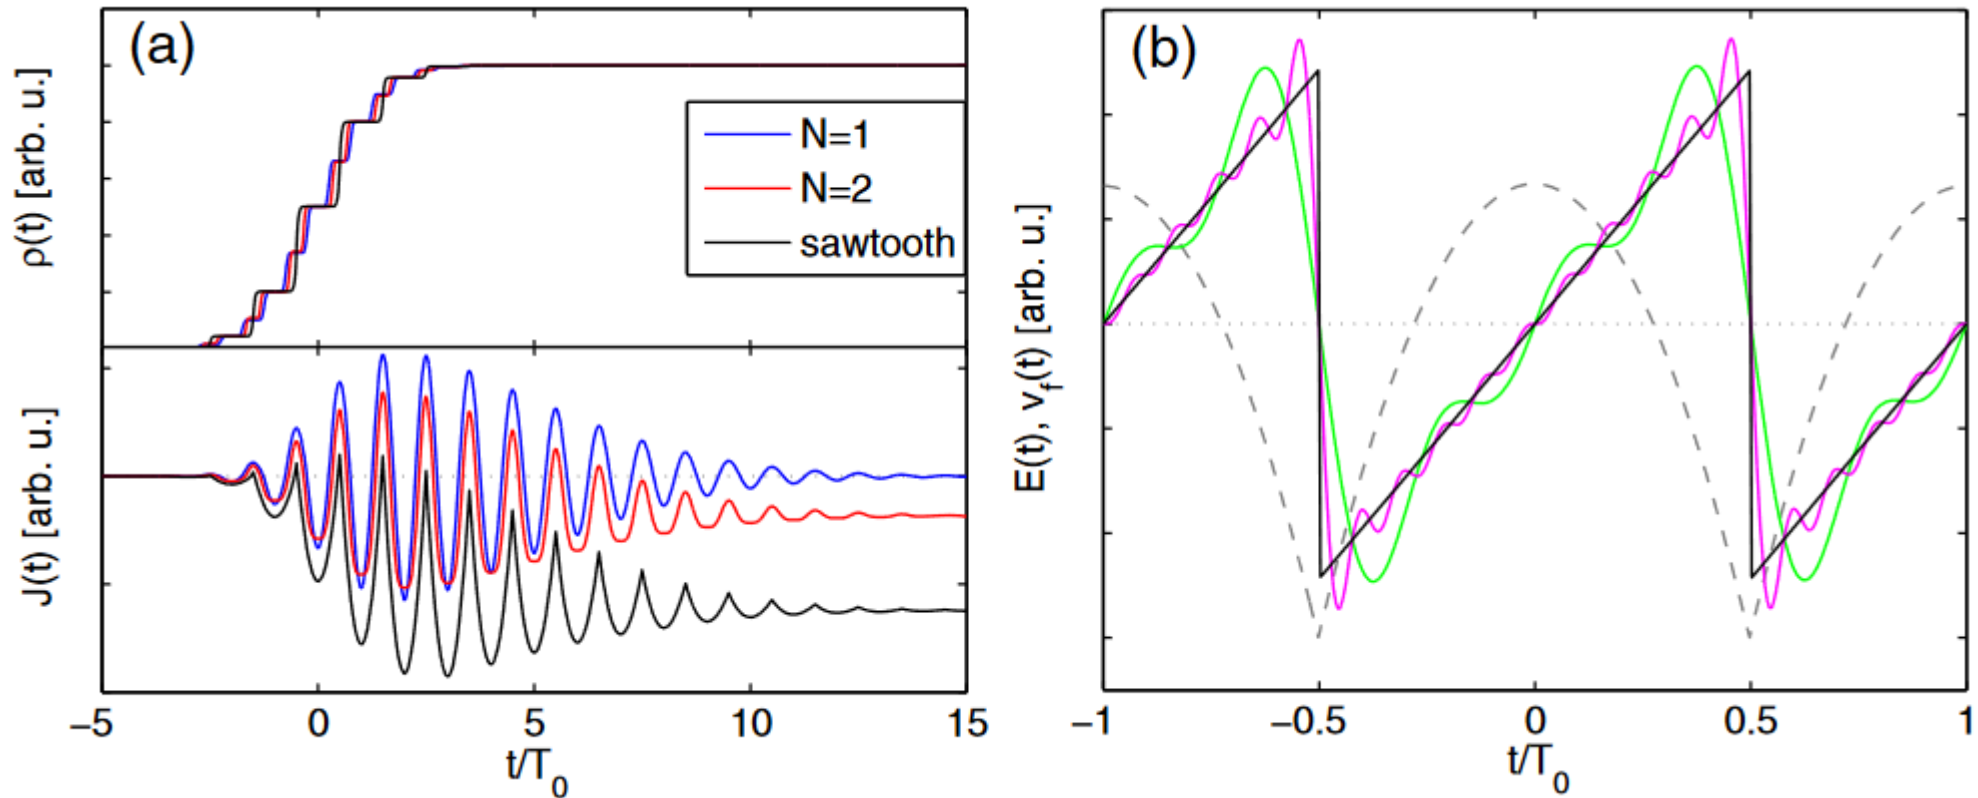 (a)
ρ(t) [arb. u.]
N=1
N=2
sawtooth
J(t) [arb. u.]
−5 0 5 10 15
t/T₀
(b)
E(t), v_f(t) [arb. u.]
−1 −0.5 0 0.5 1
t/T₀